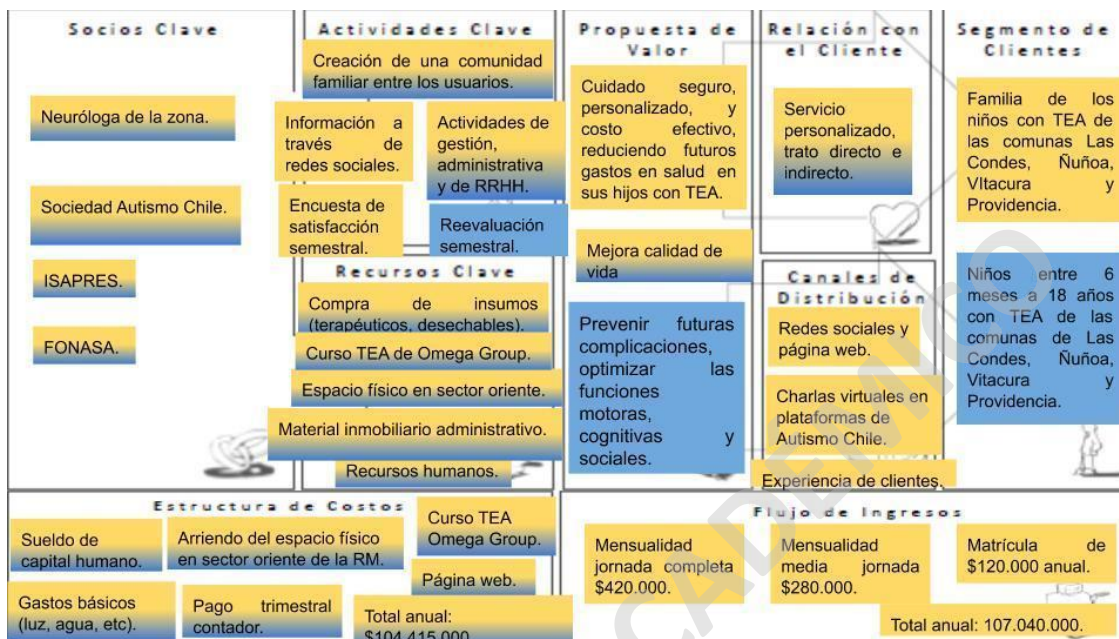 Socios Clave
Neuróloga de la zona.
Sociedad Autismo Chile.
ISAPRES.
FONASA.
Actividades Clave
Creación de una comunidad
familiar entre los usuarios.
Información a
través de
redes sociales.
Actividades de
gestión,
administrativa
y de RRHH.
Encuesta de
satisfacción
semestral.
Reevaluación
semestral.
Recursos Clave
Compra de insumos
(terapéuticos, desechables).
Curso TEA de Omega Group.
Espacio físico en sector oriente.
Material inmobiliario administrativo.
Recursos humanos.
Propuesta de
Valor
Cuidado seguro,
personalizado, y
costo efectivo,
reduciendo futuros
gastos en salud en
sus hijos con TEA.
Mejora calidad de
vida
Prevenir futuras
complicaciones,
optimizar las
funciones
motoras,
cognitivas y
sociales.
Relación con
el Cliente
Servicio
personalizado,
trato directo e
indirecto.
Canales de
Distribución
Redes sociales y
página web.
Charlas virtuales en
plataformas de
Autismo Chile.
Experiencia de clientes.
Segmento de
Clientes
Familia de los
niños con TEA de
las comunas Las
Condes, Ñuñoa,
VItacura y
Providencia.
Niños entre 6
meses a 18 años
con TEA de las
comunas de Las
Condes, Ñuñoa,
Vitacura y
Providencia.
Estructura de Costos
Sueldo de
capital humano.
Arriendo del espacio físico
en sector oriente de la RM.
Curso TEA
Omega Group.
Página web.
Gastos básicos
(luz, agua, etc).
Pago trimestral
contador.
Total anual:
$104.415.000
Flujo de Ingresos
Mensualidad
jornada completa
$420.000.
Mensualidad
media jornada
$280.000.
Matrícula de
$120.000 anual.
Total anual: 107.040.000.